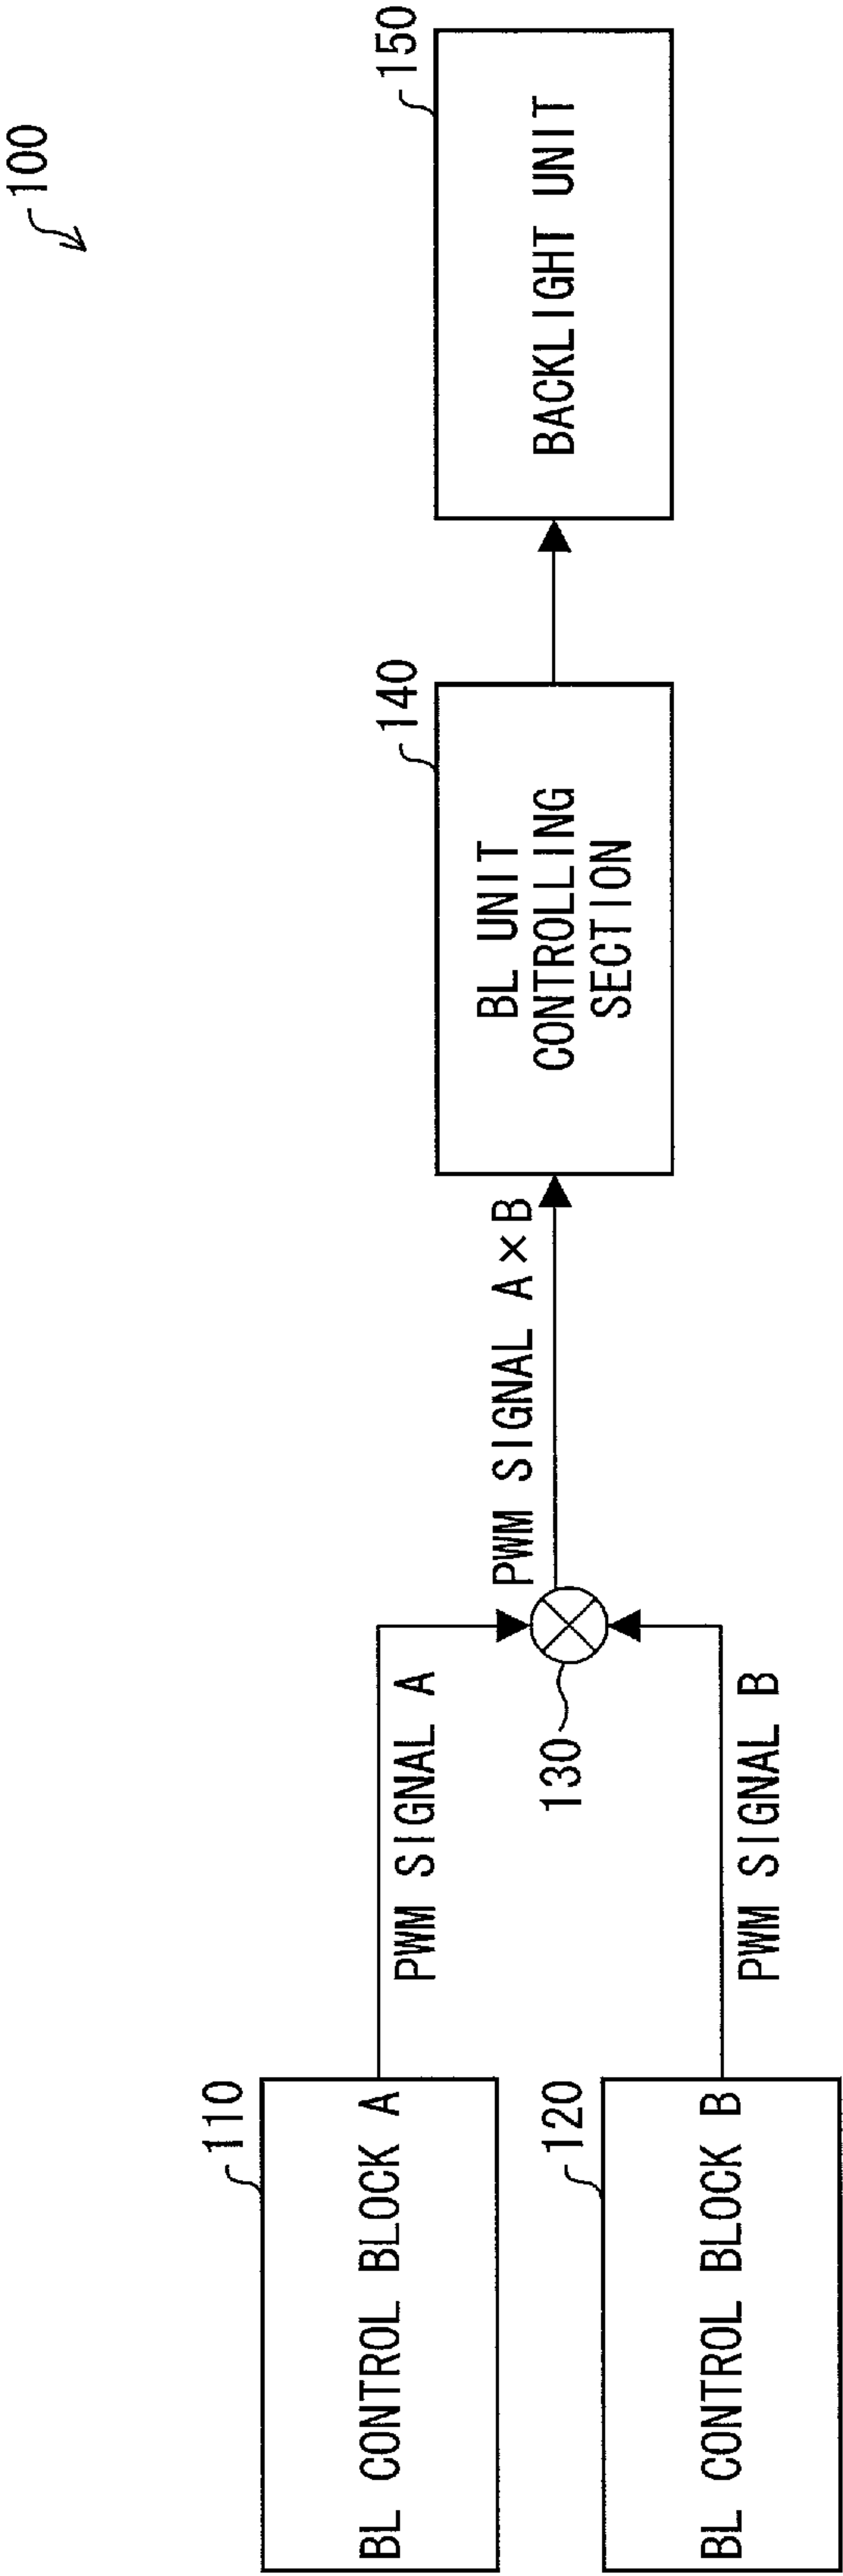 100
110
BL CONTROL BLOCK A
PWM SIGNAL A
120
BL CONTROL BLOCK B
PWM SIGNAL B
130
PWM SIGNAL A×B
140
BL UNIT
CONTROLLING
SECTION
150
BACKLIGHT UNIT